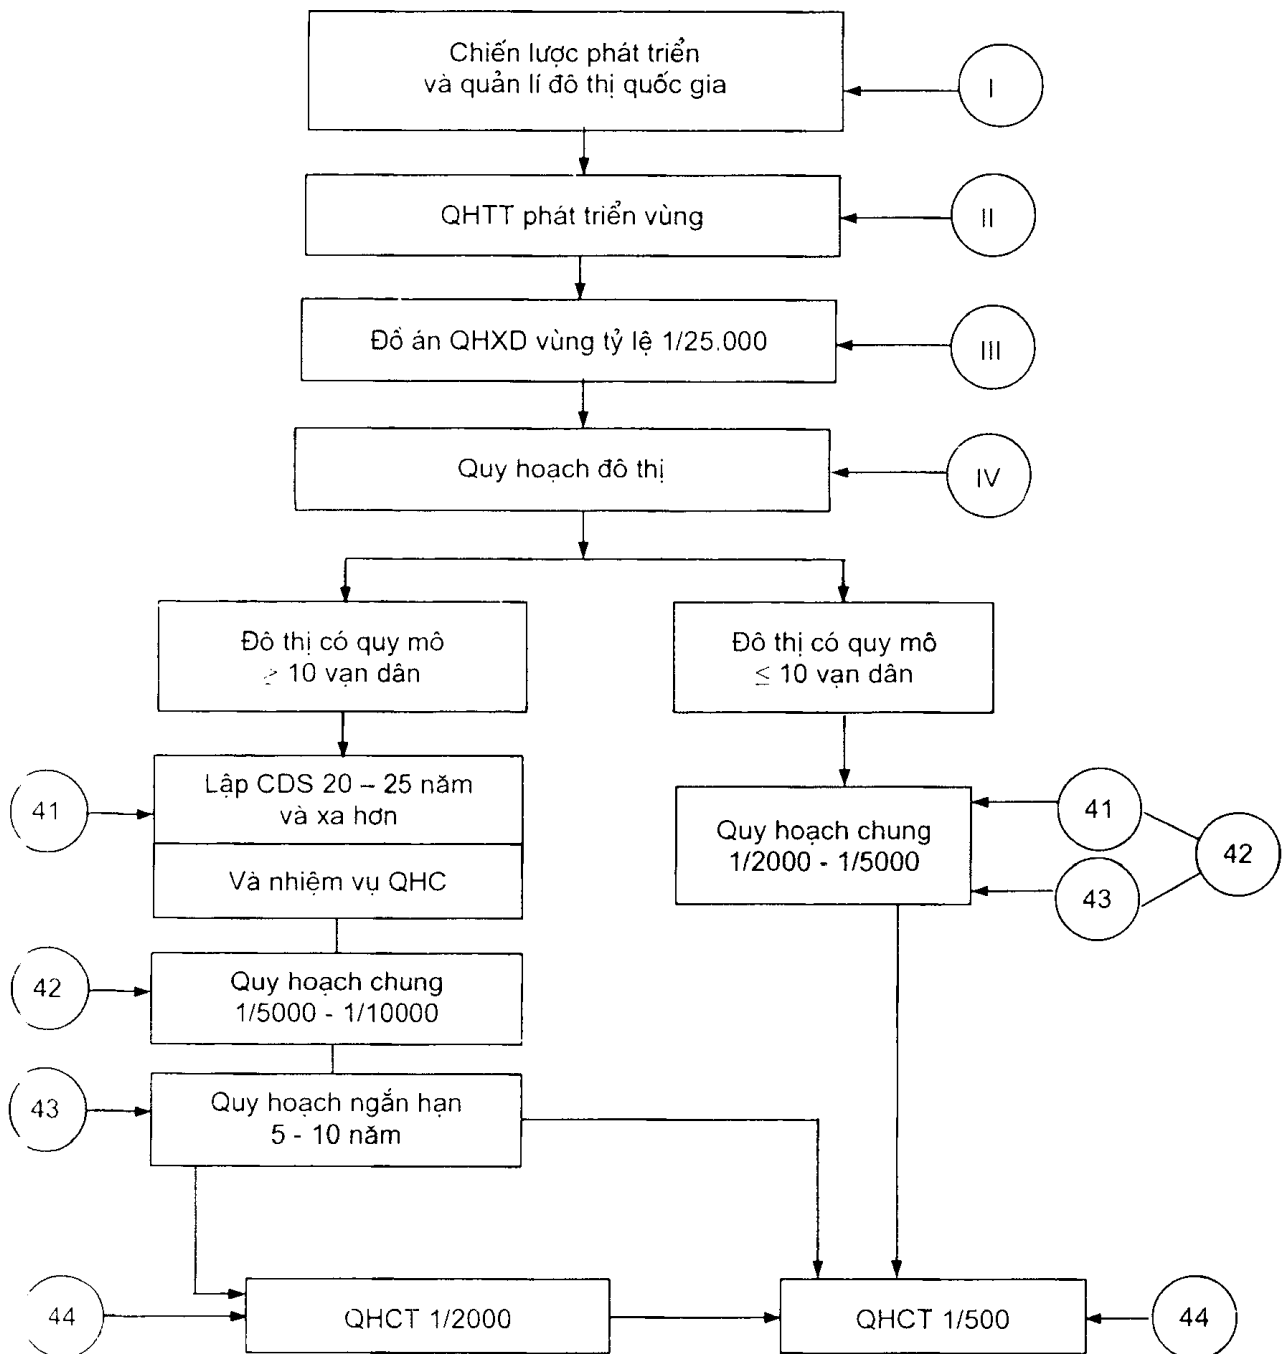 Chiến lược phát triển
và quản lí đô thị quốc gia
I
QHTT phát triển vùng
II
Đồ án QHXD vùng tỷ lệ 1/25.000
III
Quy hoạch đô thị
IV
Đô thị có quy mô
≥ 10 vạn dân
Đô thị có quy mô
≤ 10 vạn dân
41
Lập CDS 20 – 25 năm
và xa hơn
Và nhiệm vụ QHC
Quy hoạch chung
1/2000 - 1/5000
41
42
43
42
Quy hoạch chung
1/5000 - 1/10000
43
Quy hoạch ngắn hạn
5 - 10 năm
44
QHCT 1/2000
QHCT 1/500
44